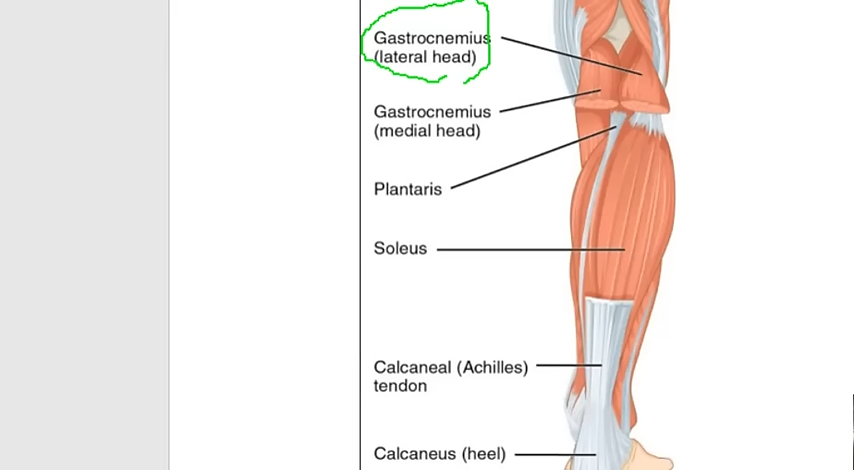 Gastrocnemius
(lateral head)
Gastrocnemius
(medial head)
Plantaris
Soleus
Calcaneal (Achilles)
tendon
Calcaneus (heel)